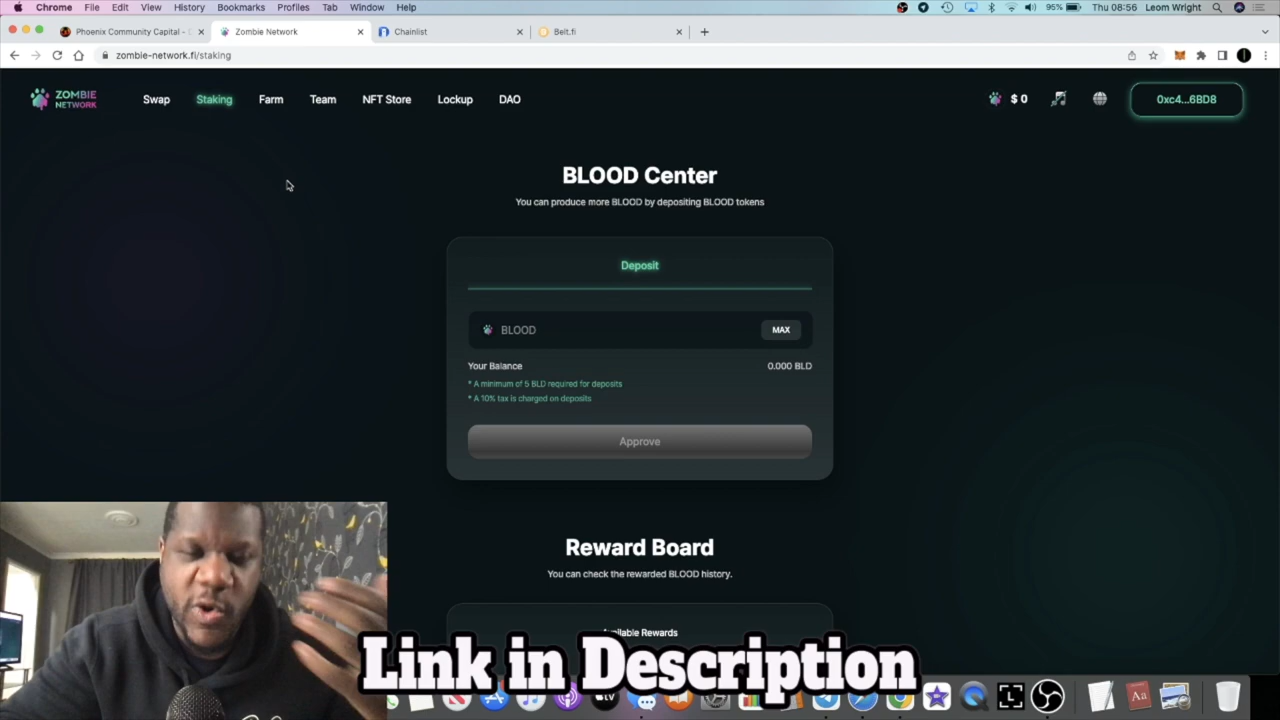 Chrome File Edit View History Bookmarks Profiles Tab Window Help 95% Thu 08:56 Leom Wright
Phoenix Community Capital - Zombie Network Chainlist Belt.fi
zombie-network.fi/staking
ZOMBIE NETWORK
Swap Staking Farm Team NFT Store Lockup DAO $ 0 0xc4...6BD8
BLOOD Center
You can produce more BLOOD by depositing BLOOD tokens
Deposit
BLOOD MAX
Your Balance 0.000 BLD
* A minimum of 5 BLD required for deposits
* A 10% tax is charged on deposits
Approve
Reward Board
You can check the rewarded BLOOD history.
Available Rewards
Link in Description